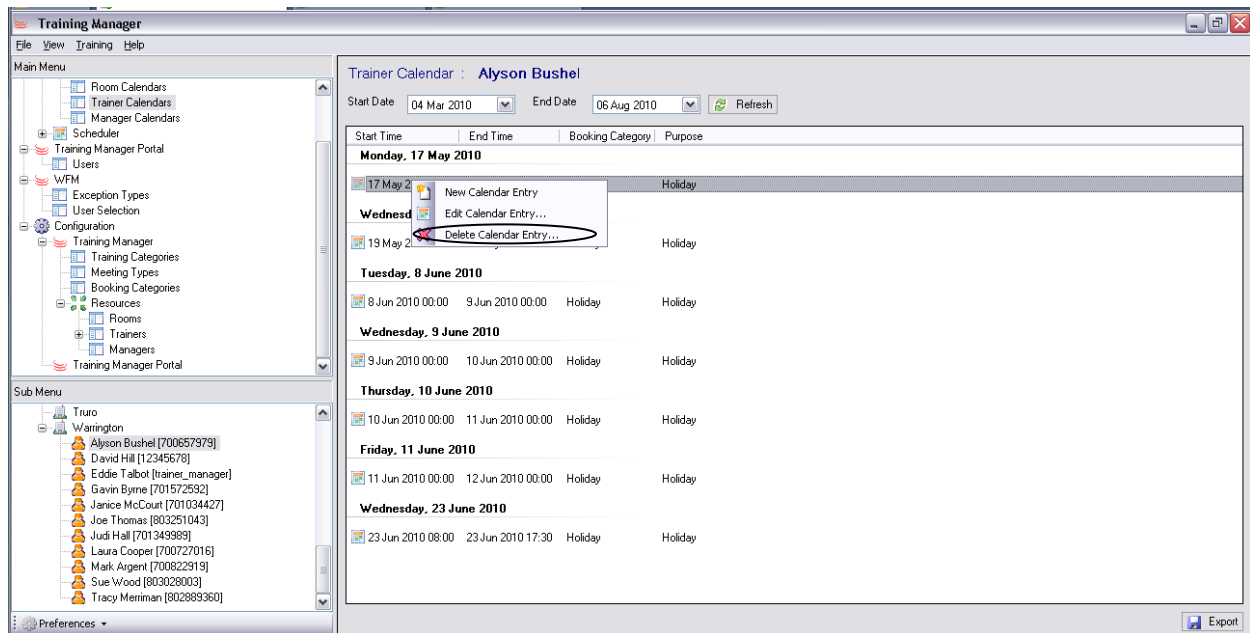 Training Manager
File View Training Help
Main Menu
Room Calendars
Trainer Calendars
Manager Calendars
Scheduler
Training Manager Portal
Users
WFM
Exception Types
User Selection
Configuration
Training Manager
Training Categories
Meeting Types
Booking Categories
Resources
Rooms
Trainers
Managers
Training Manager Portal
Sub Menu
Truro
Warrington
Alyson Bushel [700657979]
David Hill [12345678]
Eddie Talbot [trainer_manager]
Gavin Byrne [701572592]
Janice McCourt [701034427]
Joe Thomas [803251043]
Judi Hall [701349989]
Laura Cooper [700727016]
Mark Argent [700822919]
Sue Wood [803028003]
Tracy Merriman [802889360]
Preferences
Trainer Calendar : Alyson Bushel
Start Date 04 Mar 2010 End Date 06 Aug 2010 Refresh
Start Time End Time Booking Category Purpose
Monday, 17 May 2010
17 May 2 Holiday
New Calendar Entry
Edit Calendar Entry...
Delete Calendar Entry...
Wednesd
19 May 2 Holiday
Tuesday, 8 June 2010
8 Jun 2010 00:00 9 Jun 2010 00:00 Holiday Holiday
Wednesday, 9 June 2010
9 Jun 2010 00:00 10 Jun 2010 00:00 Holiday Holiday
Thursday, 10 June 2010
10 Jun 2010 00:00 11 Jun 2010 00:00 Holiday Holiday
Friday, 11 June 2010
11 Jun 2010 00:00 12 Jun 2010 00:00 Holiday Holiday
Wednesday, 23 June 2010
23 Jun 2010 08:00 23 Jun 2010 17:30 Holiday Holiday
Export